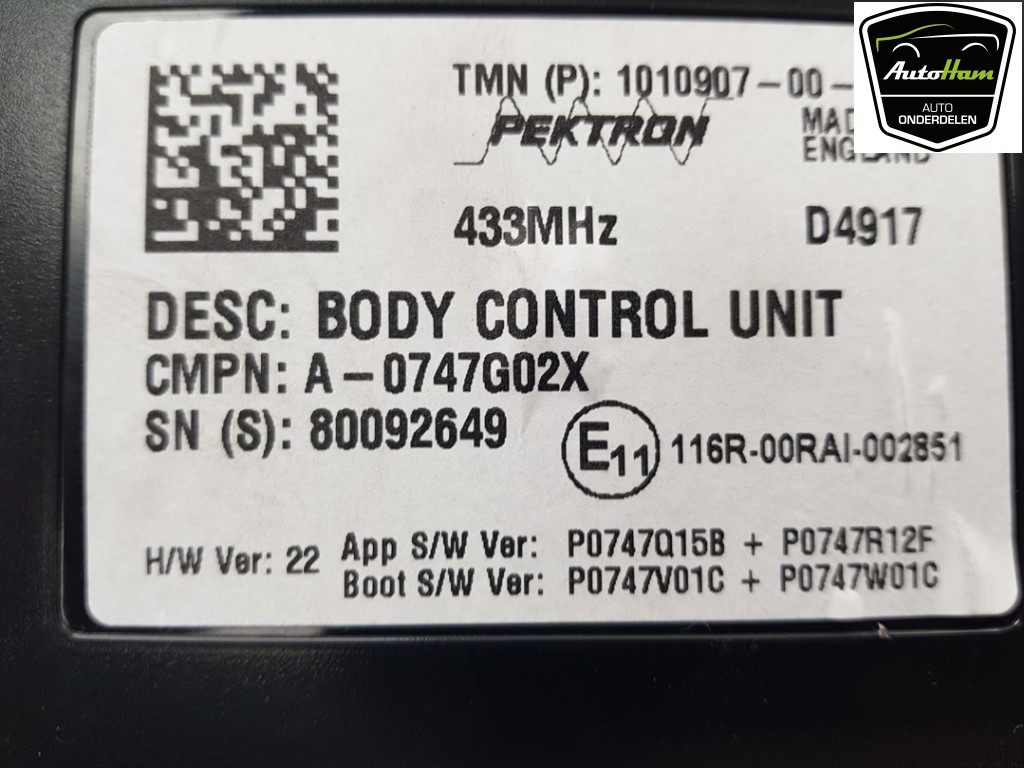 TMN (P): 1010907-00-
PEKTRON
ENGLAND
433MHz D4917
DESC: BODY CONTROL UNIT
CMPN: A-0747G02X
SN (S): 80092649
E11 116R-00RAI-002851
H/W Ver: 22
App S/W Ver: P0747Q15B + P0747R12F
Boot S/W Ver: P0747V01C + P0747W01C
AutoHam
AUTO
ONDERDELEN